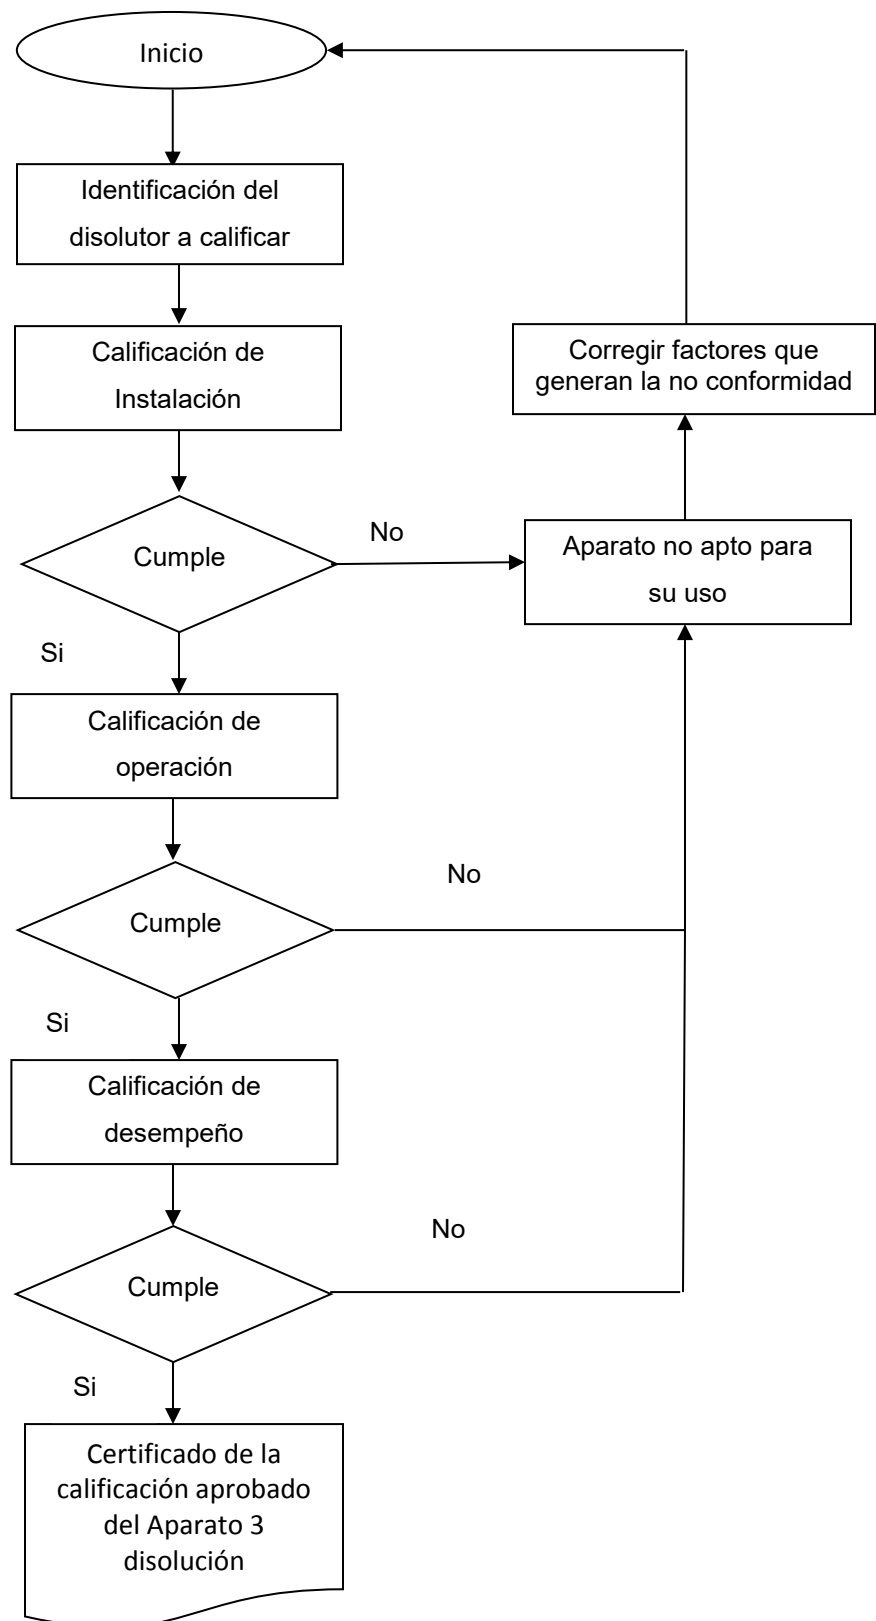 Inicio
Identificación del
disolutor a calificar
Calificación de
Instalación
Corregir factores que
generan la no conformidad
Cumple
No
Aparato no apto para
su uso
Si
Calificación de
operación
Cumple
No
Si
Calificación de
desempeño
Cumple
No
Si
Certificado de la
calificación aprobado
del Aparato 3
disolución